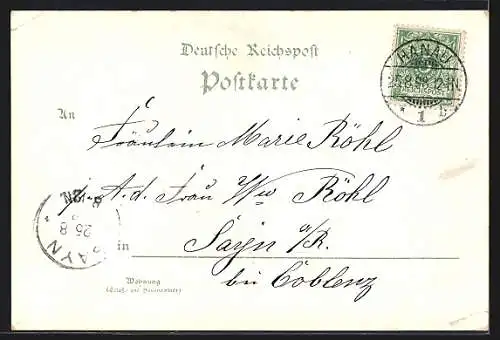 Deutsche Reichspost
Postkarte
HANAU
1
An
Fräulein Marie Röhl
p. A. d. Frau Ww Röhl
in Sayn a/R.
bei Coblenz
SAYN
25
8
Wohnung